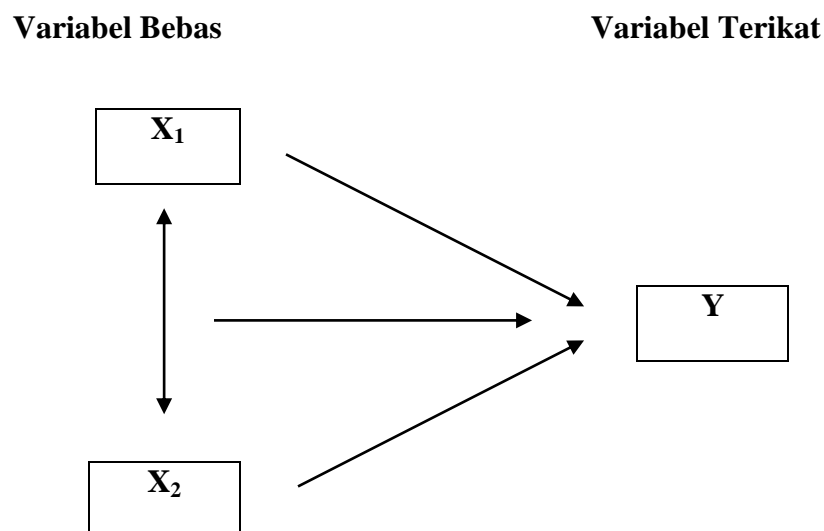 Variabel Bebas Variabel Terikat
X₁
Y
X₂